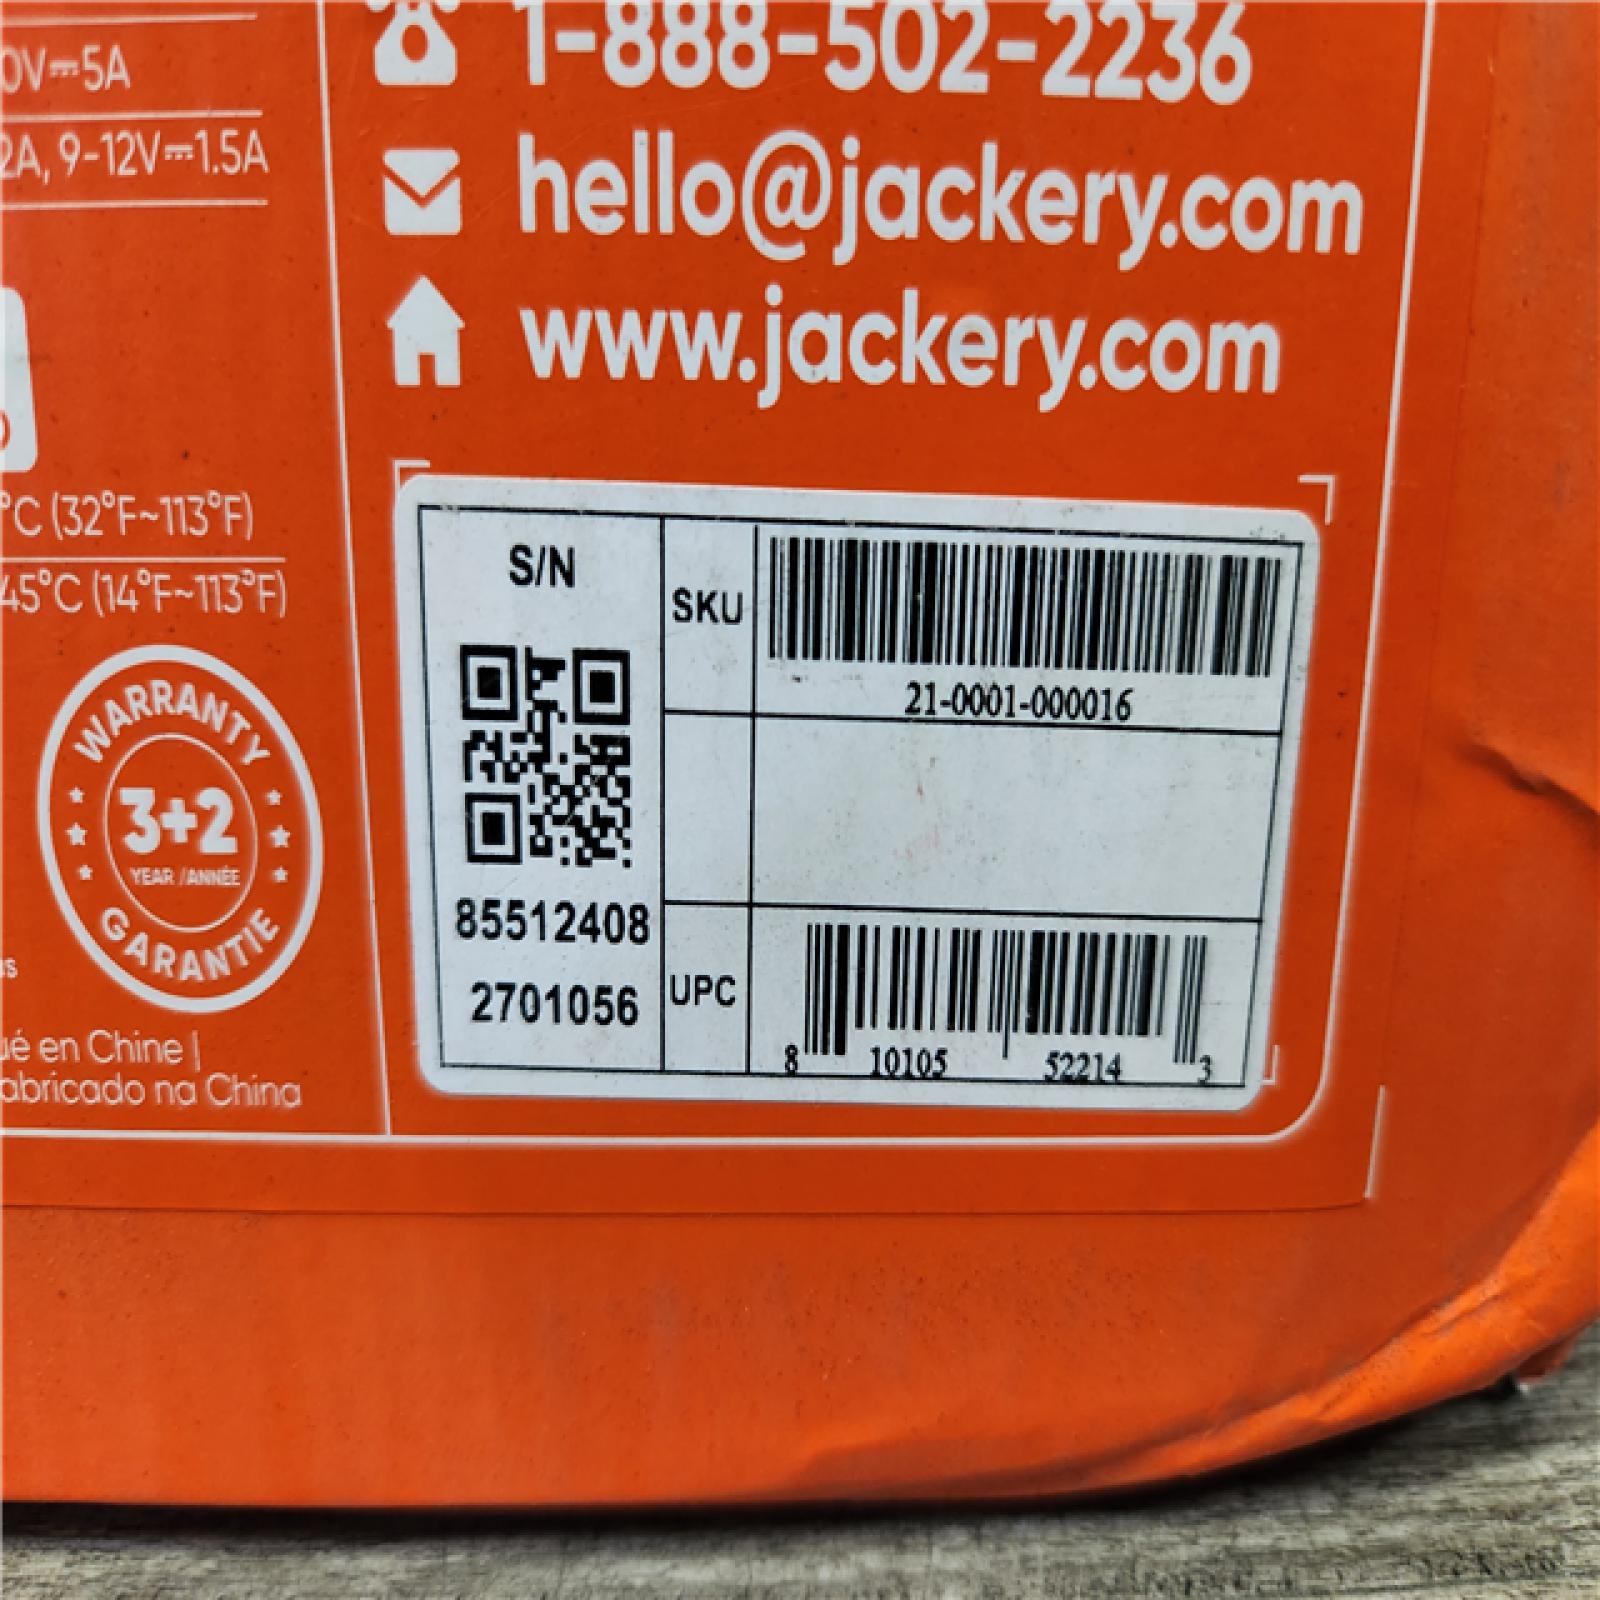 0V⎓5A
2A, 9-12V⎓1.5A
°C (32°F~113°F)
45°C (14°F~113°F)
WARRANTY
3+2
YEAR /ANNÉE
GARANTIE
en Chine |
na China
1-888-502-2236
hello@jackery.com
www.jackery.com
S/N
85512408
2701056
SKU
21-0001-000016
UPC
8 10105 52214 3